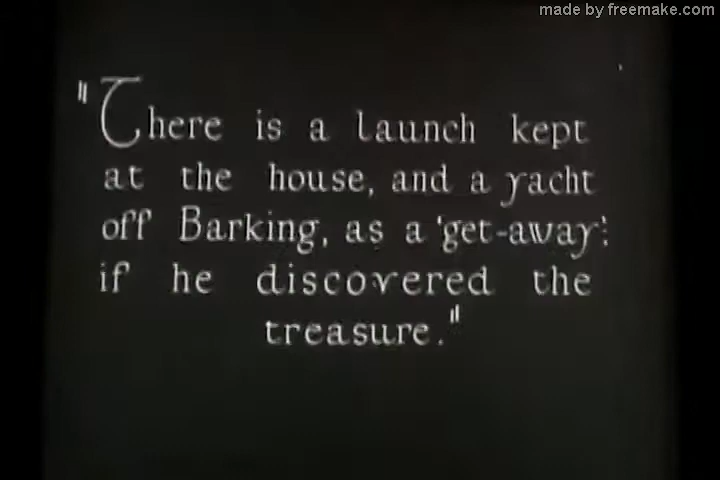 made by freemake.com
"There is a launch kept
at the house, and a yacht
off Barking, as a 'get-away',
if he discovered the
treasure."